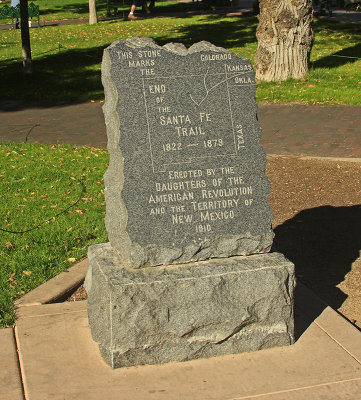 THIS STONE
MARKS
THE
COLORADO
KANSAS
OKLA.
END
OF
THE
SANTA FE
TRAIL
TEXAS
1822 — 1879
ERECTED BY THE
DAUGHTERS OF THE
AMERICAN REVOLUTION
AND THE TERRITORY OF
NEW MEXICO
1910